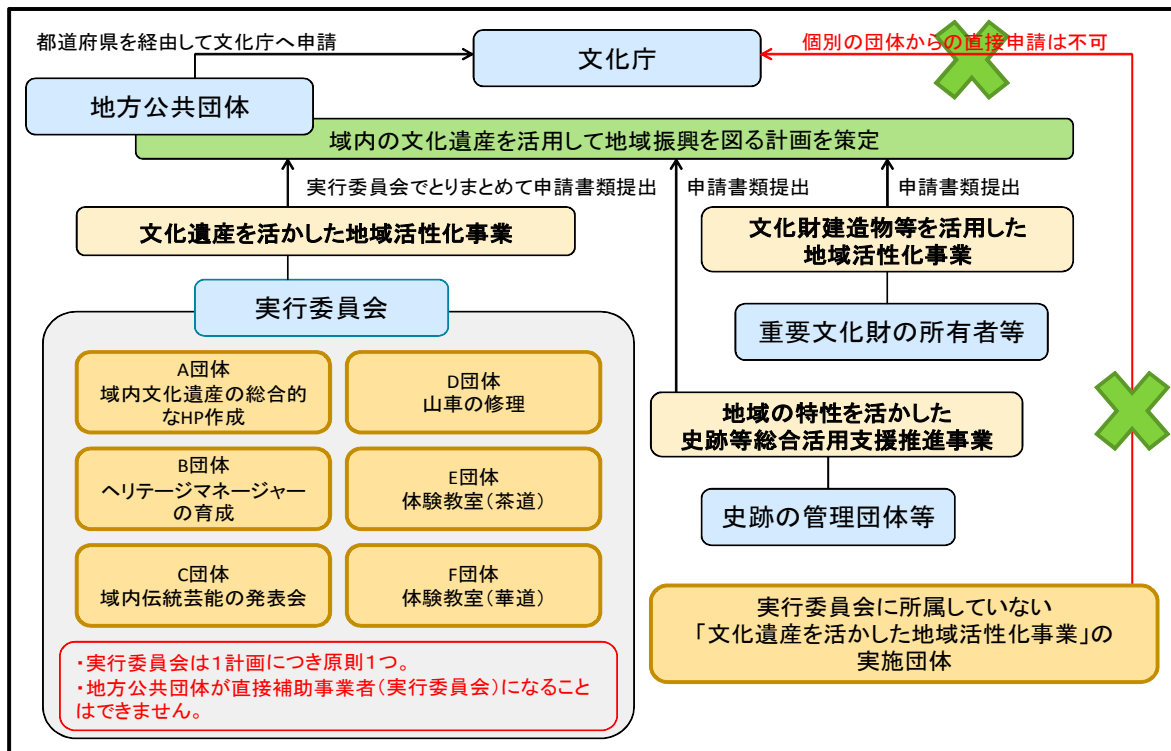 都道府県を経由して文化庁へ申請
文化庁
個別の団体からの直接申請は不可
地方公共団体
域内の文化遺産を活用して地域振興を図る計画を策定
実行委員会でとりまとめて申請書類提出
申請書類提出
申請書類提出
文化遺産を活かした地域活性化事業
文化財建造物等を活用した
地域活性化事業
実行委員会
重要文化財の所有者等
A団体
域内文化遺産の総合的
なHP作成
D団体
山車の修理
地域の特性を活かした
史跡等総合活用支援推進事業
B団体
ヘリテージマネージャー
の育成
E団体
体験教室(茶道)
史跡の管理団体等
C団体
域内伝統芸能の発表会
F団体
体験教室(華道)
実行委員会に所属していない
「文化遺産を活かした地域活性化事業」の
実施団体
・実行委員会は1計画につき原則1つ。
・地方公共団体が直接補助事業者(実行委員会)になること
はできません。